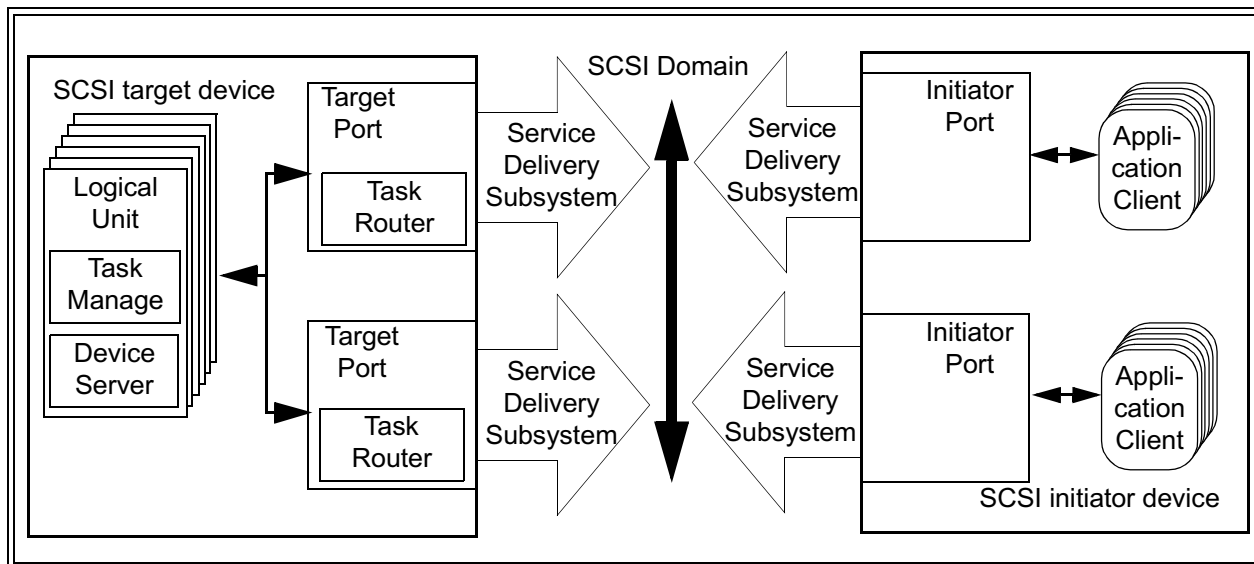 SCSI target device
Logical
Unit
Task
Manage
Device
Server
Target
Port
Task
Router
Target
Port
Task
Router
Service
Delivery
Subsystem
Service
Delivery
Subsystem
SCSI Domain
Service
Delivery
Subsystem
Service
Delivery
Subsystem
Initiator
Port
Appli-
cation
Client
Initiator
Port
Appli-
cation
Client
SCSI initiator device